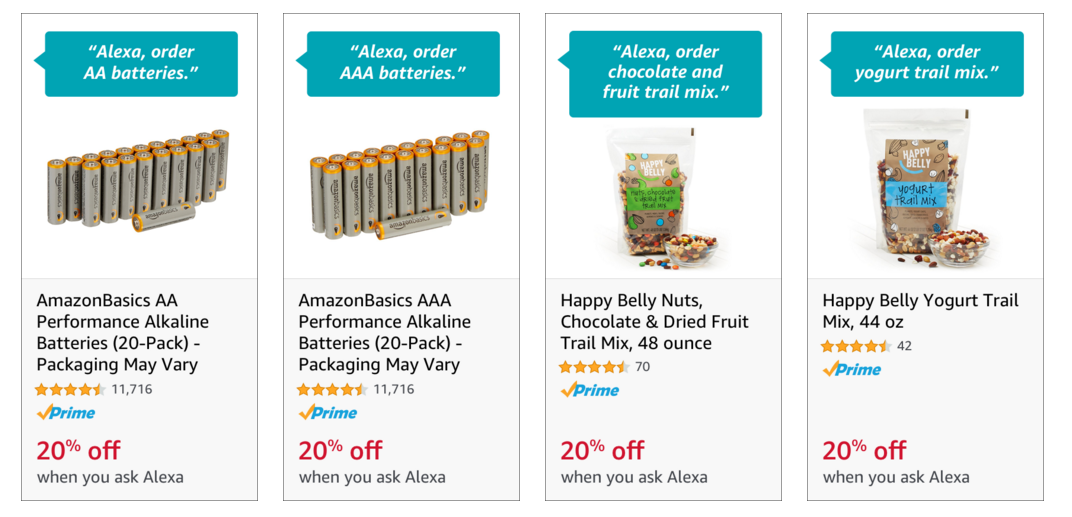 “Alexa, order
AA batteries.”
amazonbasics
AmazonBasics AA
Performance Alkaline
Batteries (20-Pack) -
Packaging May Vary
11,716
Prime
20% off
when you ask Alexa
“Alexa, order
AAA batteries.”
amazonbasics
AmazonBasics AAA
Performance Alkaline
Batteries (20-Pack) -
Packaging May Vary
11,716
Prime
20% off
when you ask Alexa
“Alexa, order
chocolate and
fruit trail mix.”
HAPPY
BELLY
nuts, chocolate
& dried fruit
trail mix
Happy Belly Nuts,
Chocolate & Dried Fruit
Trail Mix, 48 ounce
70
Prime
20% off
when you ask Alexa
“Alexa, order
yogurt trail mix.”
HAPPY
BELLY
yogurt
trail mix
Happy Belly Yogurt Trail
Mix, 44 oz
42
Prime
20% off
when you ask Alexa